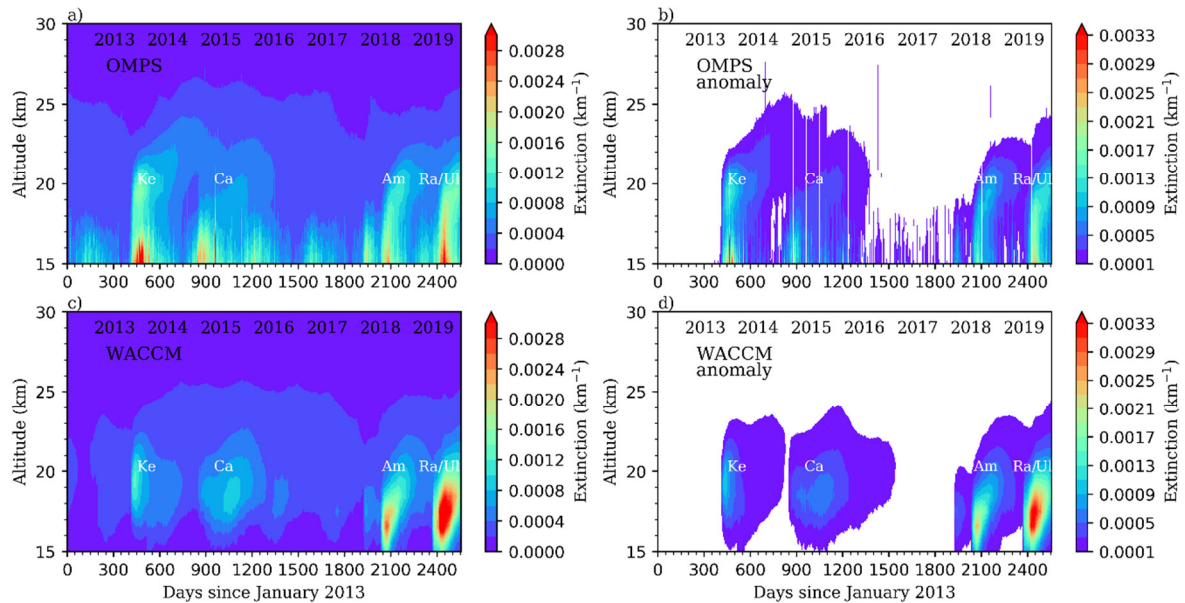 a)
30
25
20
15
Altitude (km)
2013 2014 2015 2016 2017 2018 2019
OMPS
Ke Ca Am Ra/Ul
0.0028
0.0024
0.0020
0.0016
0.0012
0.0008
0.0004
0.0000
Extinction (km−1)
0 300 600 900 1200 1500 1800 2100 2400
b)
30
25
20
15
Altitude (km)
2013 2014 2015 2016 2017 2018 2019
OMPS
anomaly
Ke Ca Am Ra/Ul
0.0033
0.0029
0.0025
0.0021
0.0017
0.0013
0.0009
0.0005
0.0001
Extinction (km−1)
0 300 600 900 1200 1500 1800 2100 2400
c)
30
25
20
15
Altitude (km)
2013 2014 2015 2016 2017 2018 2019
WACCM
Ke Ca Am Ra/Ul
0.0028
0.0024
0.0020
0.0016
0.0012
0.0008
0.0004
0.0000
Extinction (km−1)
0 300 600 900 1200 1500 1800 2100 2400
Days since January 2013
d)
30
25
20
15
Altitude (km)
2013 2014 2015 2016 2017 2018 2019
WACCM
anomaly
Ke Ca Am Ra/Ul
0.0033
0.0029
0.0025
0.0021
0.0017
0.0013
0.0009
0.0005
0.0001
Extinction (km−1)
0 300 600 900 1200 1500 1800 2100 2400
Days since January 2013